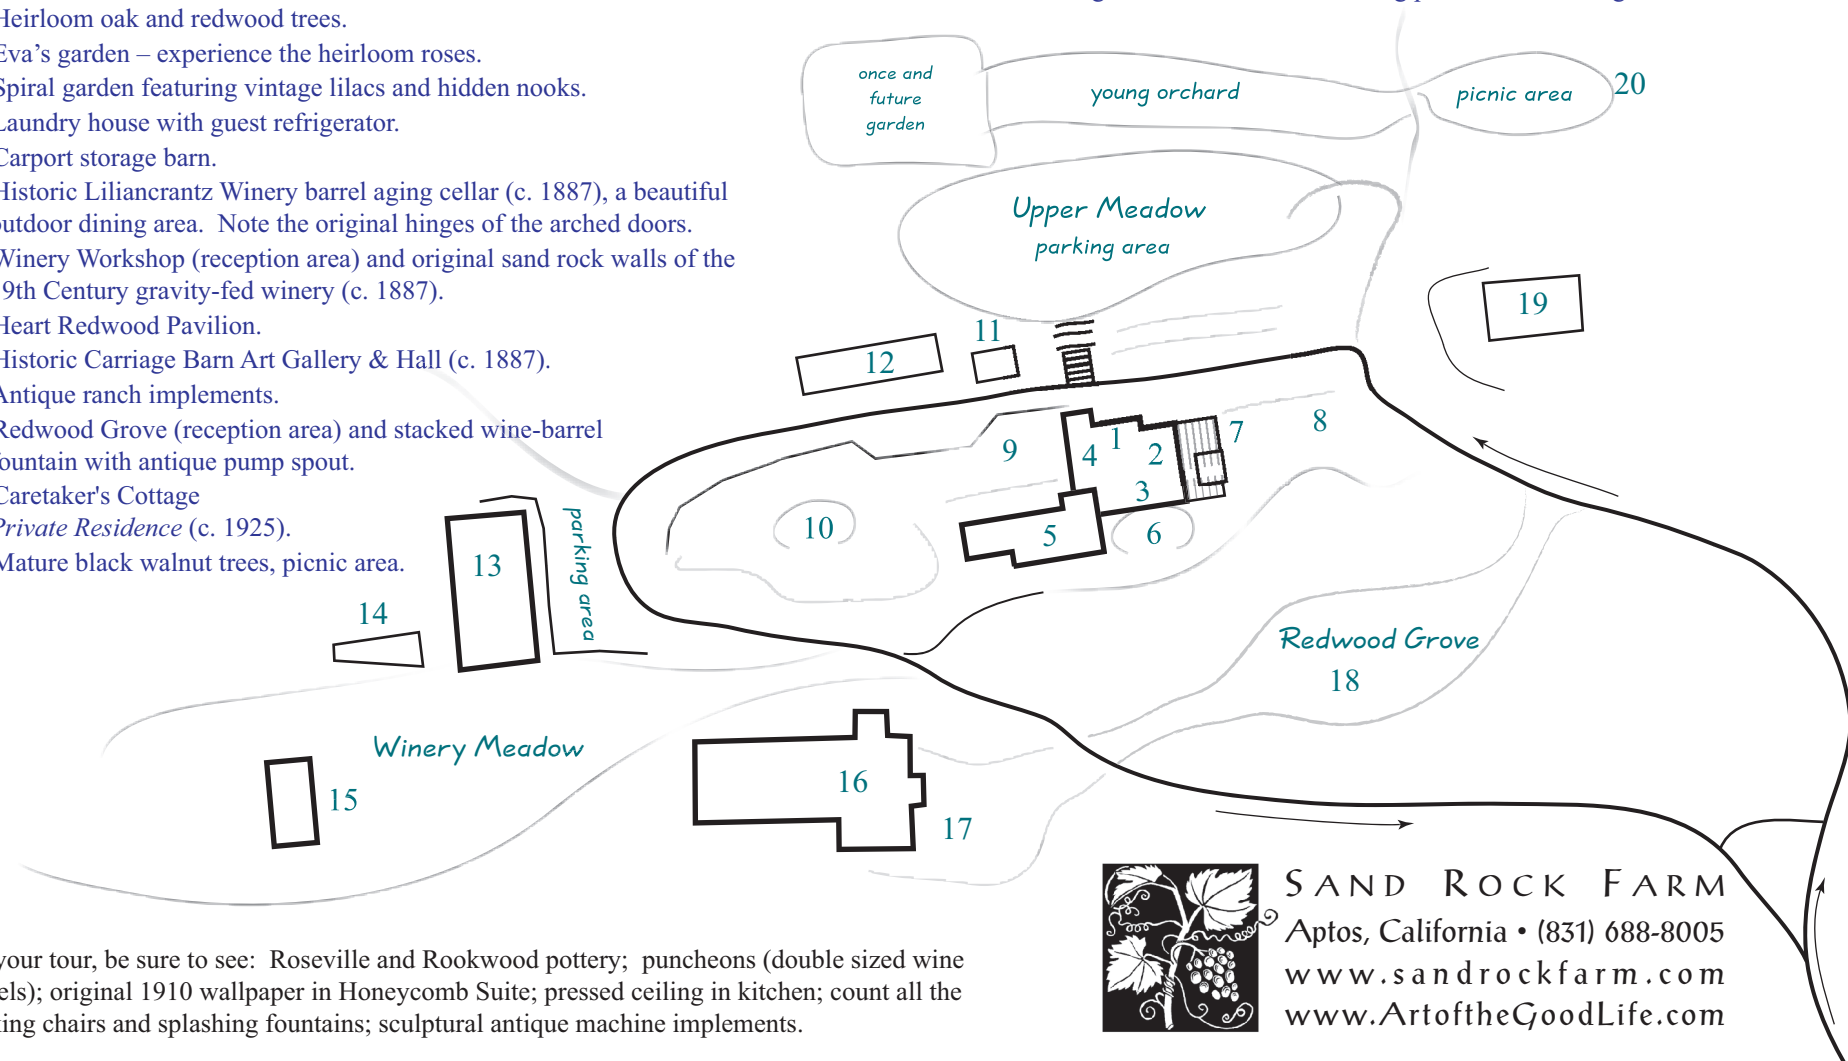 Heirloom oak and redwood trees.
Eva's garden – experience the heirloom roses.
Spiral garden featuring vintage lilacs and hidden nooks.
Laundry house with guest refrigerator.
Carport storage barn.
Historic Liliancrantz Winery barrel aging cellar (c. 1887), a beautiful
outdoor dining area.  Note the original hinges of the arched doors.
Winery Workshop (reception area) and original sand rock walls of the
9th Century gravity-fed winery (c. 1887).
Heart Redwood Pavilion.
Historic Carriage Barn Art Gallery & Hall (c. 1887).
Antique ranch implements.
Redwood Grove (reception area) and stacked wine-barrel
fountain with antique pump spout.
Caretaker's Cottage
Private Residence (c. 1925).
Mature black walnut trees, picnic area.
once and
future
garden
young orchard
picnic area
20
Upper Meadow
parking area
19
11
12
1
2
3
4
7
8
9
5
6
10
parking area
13
14
Redwood Grove
18
Winery Meadow
15
16
17
SAND ROCK FARM
Aptos, California • (831) 688-8005
www.sandrockfarm.com
www.ArtoftheGoodLife.com
your tour, be sure to see:  Roseville and Rookwood pottery;  puncheons (double sized wine
els); original 1910 wallpaper in Honeycomb Suite; pressed ceiling in kitchen; count all the
king chairs and splashing fountains; sculptural antique machine implements.